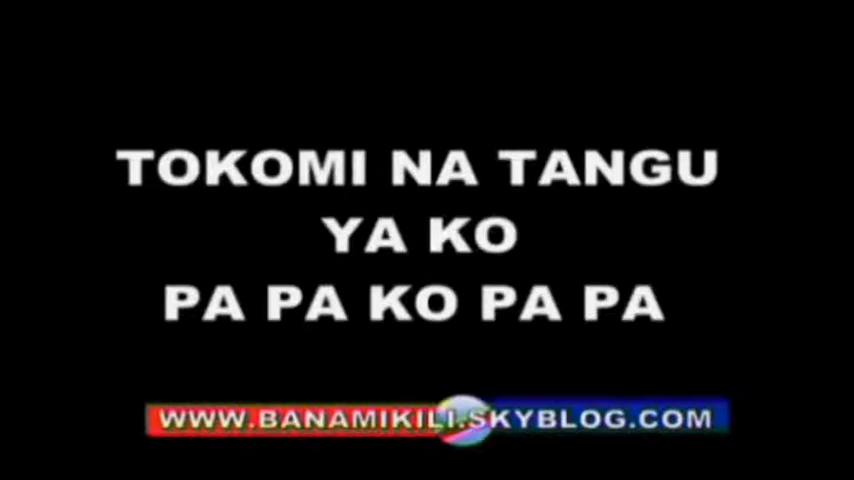 TOKOMI NA TANGU
YA KO
PA PA KO PA PA
WWW.BANAMIKILI.SKYBLOG.COM